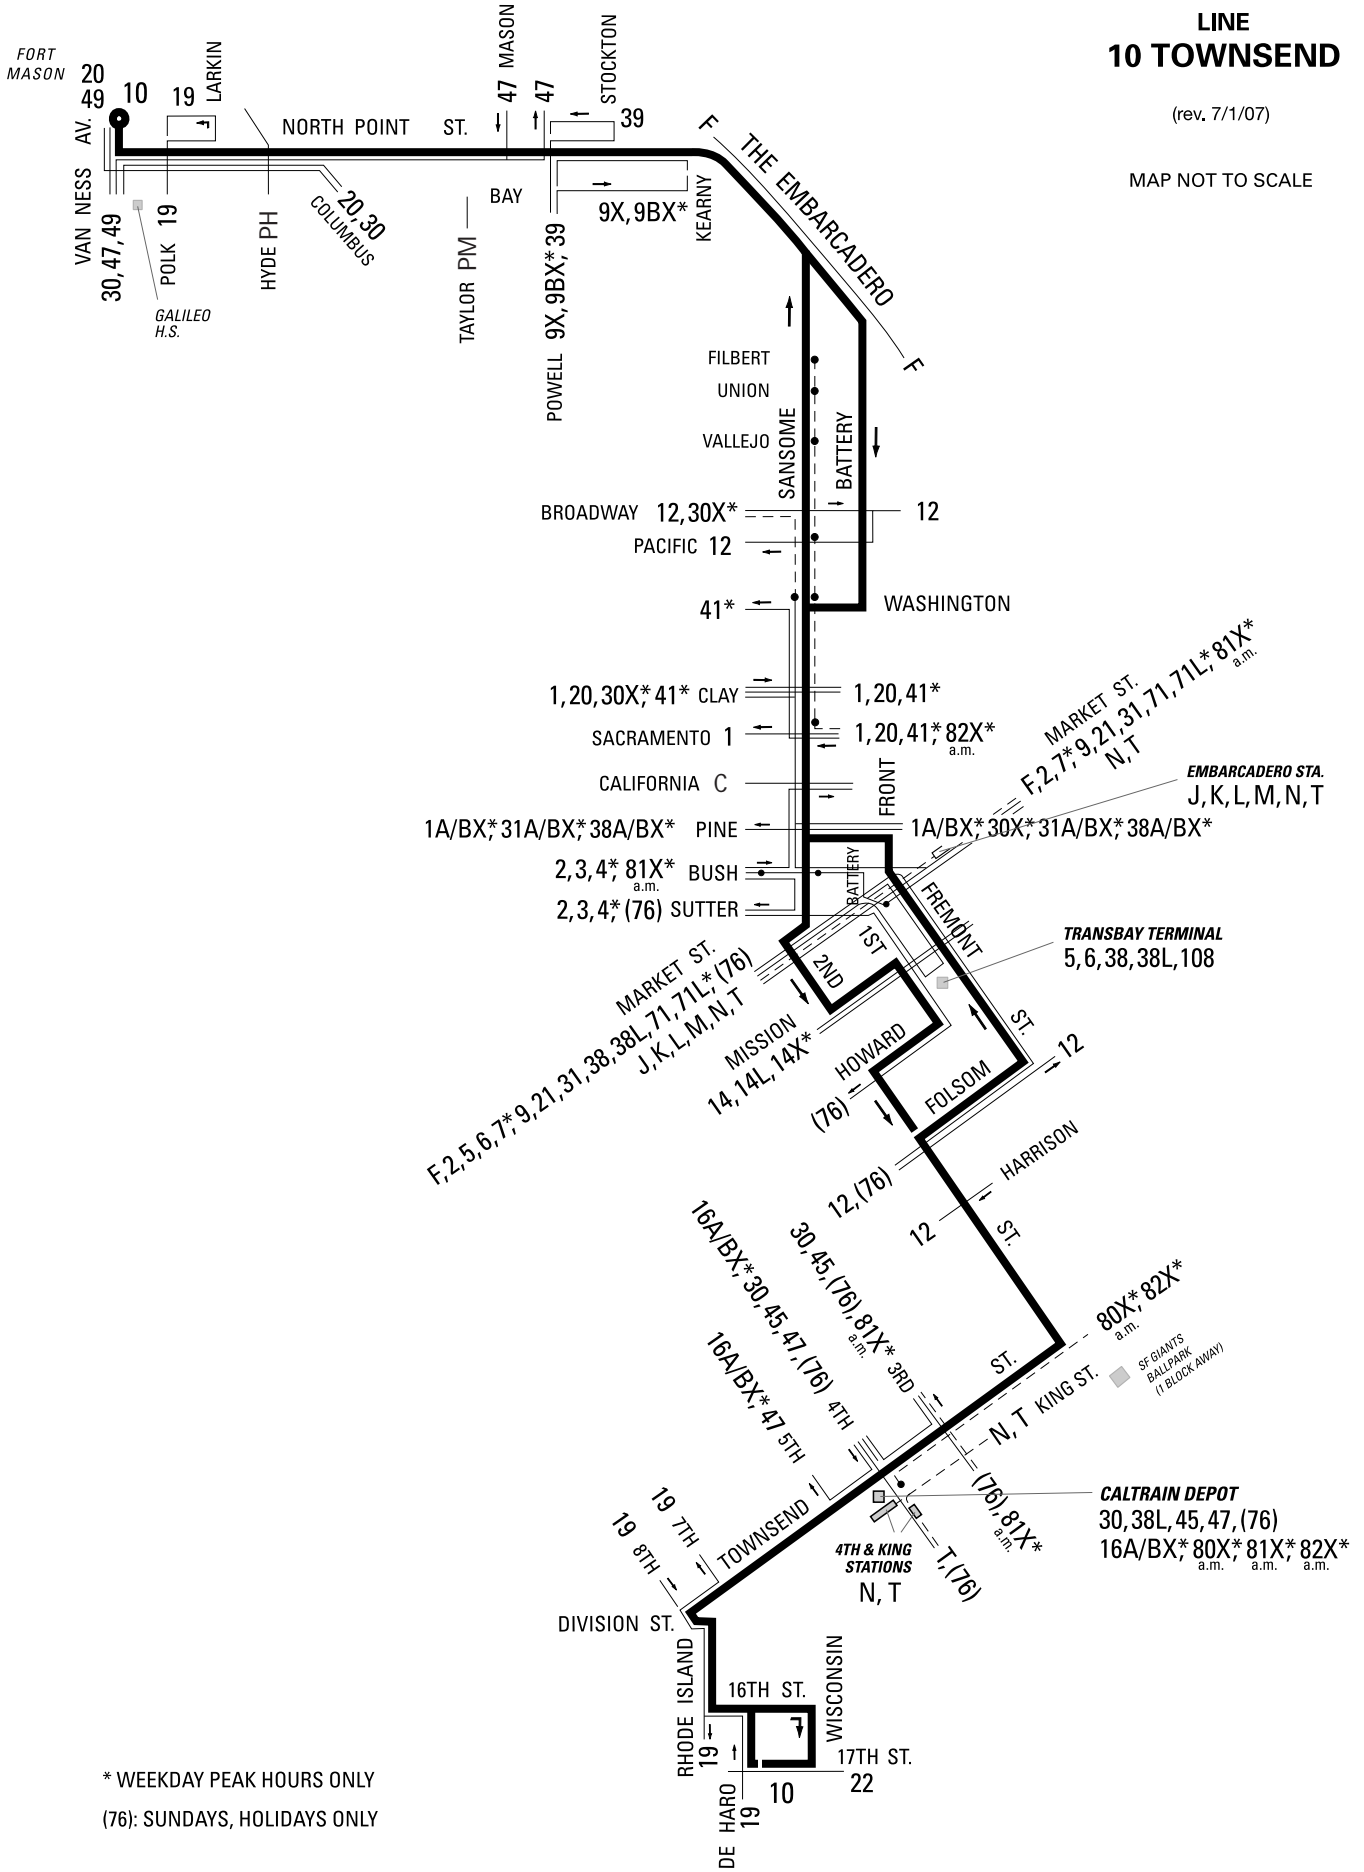 LINE
10 TOWNSEND
(rev. 7/1/07)
MAP NOT TO SCALE
FORT
MASON
20
49
10
19
LARKIN
47 MASON
47
STOCKTON
39
NORTH POINT ST.
F
THE EMBARCADERO
F
VAN NESS AV.
30,47,49
GALILEO
H.S.
POLK 19
HYDE PH
20,30
COLUMBUS
TAYLOR PM
BAY
POWELL 9X,9BX* 39
9X,9BX*
KEARNY
FILBERT
UNION
VALLEJO
SANSOME
BATTERY
BROADWAY 12,30X*
12
PACIFIC 12
41*
WASHINGTON
1,20,30X* 41* CLAY
1,20,41*
SACRAMENTO 1
1,20,41* 82X*
a.m.
CALIFORNIA C
FRONT
MARKET ST.
F,2,7* 9,21,31,71,71L* 81X*
a.m.
N,T
EMBARCADERO STA.
J,K,L,M,N,T
1A/BX* 31A/BX* 38A/BX* PINE
1A/BX* 30X* 31A/BX* 38A/BX*
2,3,4* 81X* BUSH
a.m.
BATTERY
2,3,4* (76) SUTTER
FREMONT
ST.
1ST
2ND
TRANSBAY TERMINAL
5,6,38,38L,108
MARKET ST.
F,2,5,6,7* 9,21,31,38,38L,71,71L* (76)
J,K,L,M,N,T
MISSION
14,14L,14X*
HOWARD
(76)
FOLSOM
12
12,(76)
HARRISON
12
ST.
16A/BX* 30,45,47,(76) 4TH
30,45,(76),81X* 3RD
a.m.
16A/BX* 47 5TH
ST.
80X* 82X*
a.m.
SF GIANTS
BALLPARK
(1 BLOCK AWAY)
N,T KING ST.
19 7TH
19 8TH
TOWNSEND
(76),81X*
a.m.
T,(76)
4TH & KING
STATIONS
N,T
CALTRAIN DEPOT
30,38L,45,47,(76)
16A/BX* 80X* 81X* 82X*
a.m. a.m. a.m.
DIVISION ST.
RHODE ISLAND
19
16TH ST.
WISCONSIN
17TH ST.
22
10
DE HARO
19
* WEEKDAY PEAK HOURS ONLY
(76): SUNDAYS, HOLIDAYS ONLY